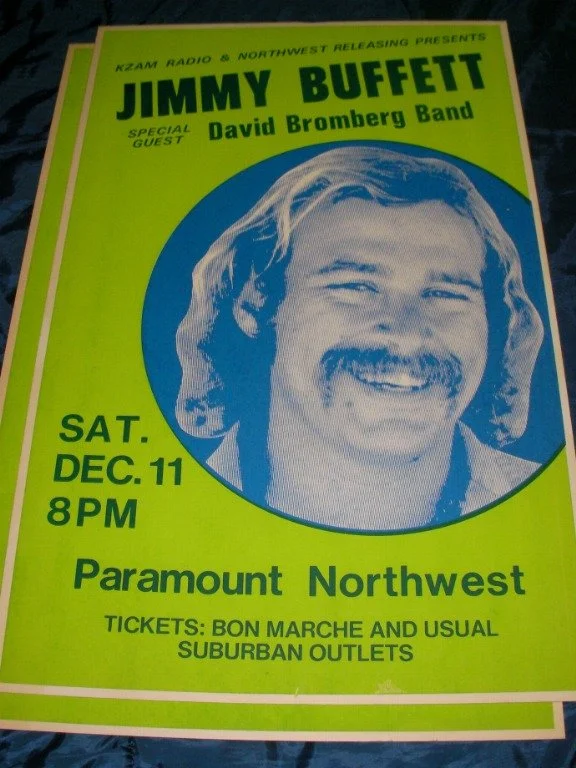 KZAM RADIO & NORTHWEST RELEASING PRESENTS
JIMMY BUFFETT
SPECIAL
GUEST
David Bromberg Band
SAT.
DEC. 11
8PM
Paramount Northwest
TICKETS: BON MARCHE AND USUAL
SUBURBAN OUTLETS